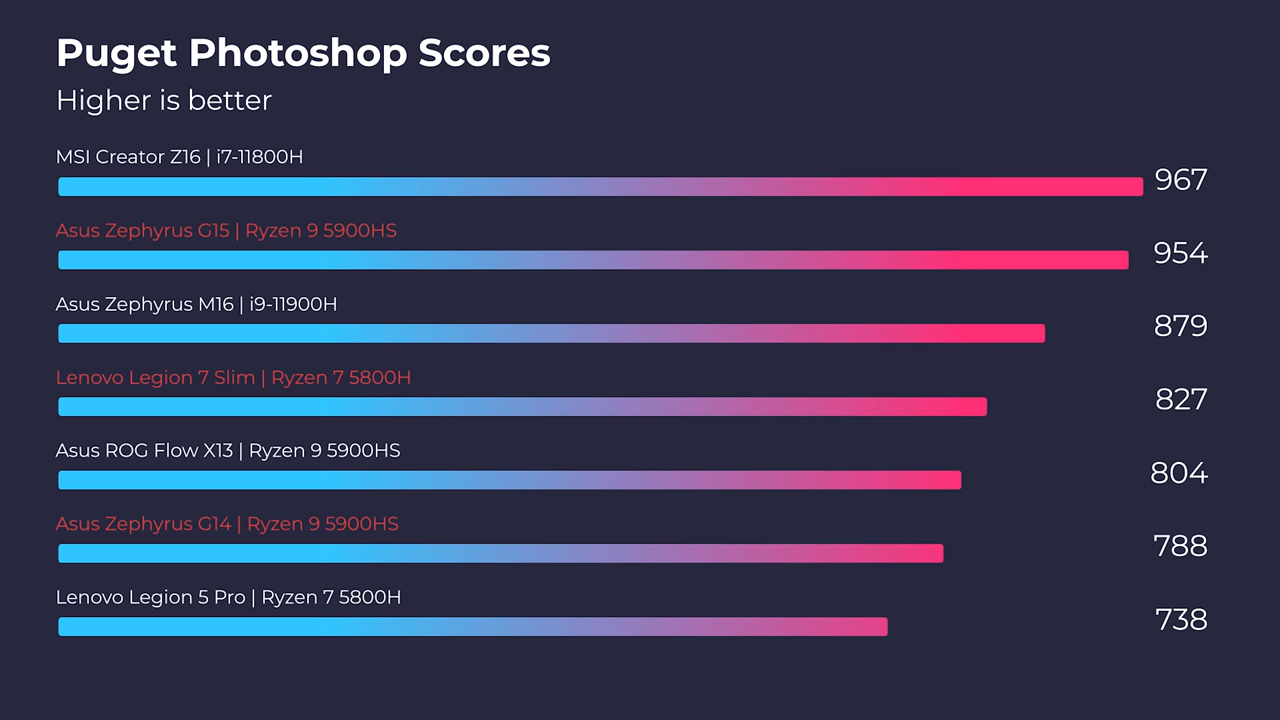 Puget Photoshop Scores
Higher is better
MSI Creator Z16 | i7-11800H
967
Asus Zephyrus G15 | Ryzen 9 5900HS
954
Asus Zephyrus M16 | i9-11900H
879
Lenovo Legion 7 Slim | Ryzen 7 5800H
827
Asus ROG Flow X13 | Ryzen 9 5900HS
804
Asus Zephyrus G14 | Ryzen 9 5900HS
788
Lenovo Legion 5 Pro | Ryzen 7 5800H
738